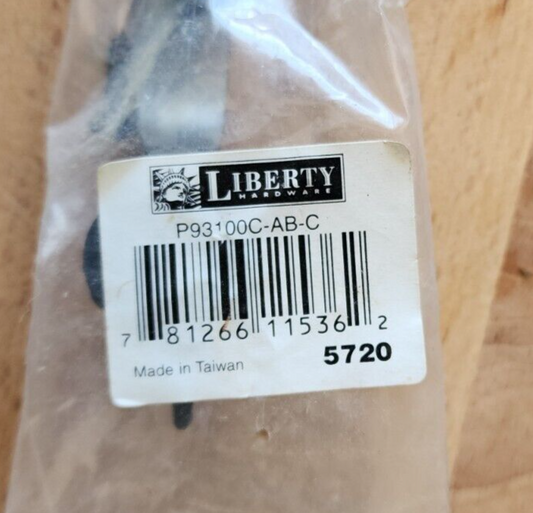 LIBERTY
HARDWARE
P93100C-AB-C
7 81266 11536 2
Made in Taiwan
5720